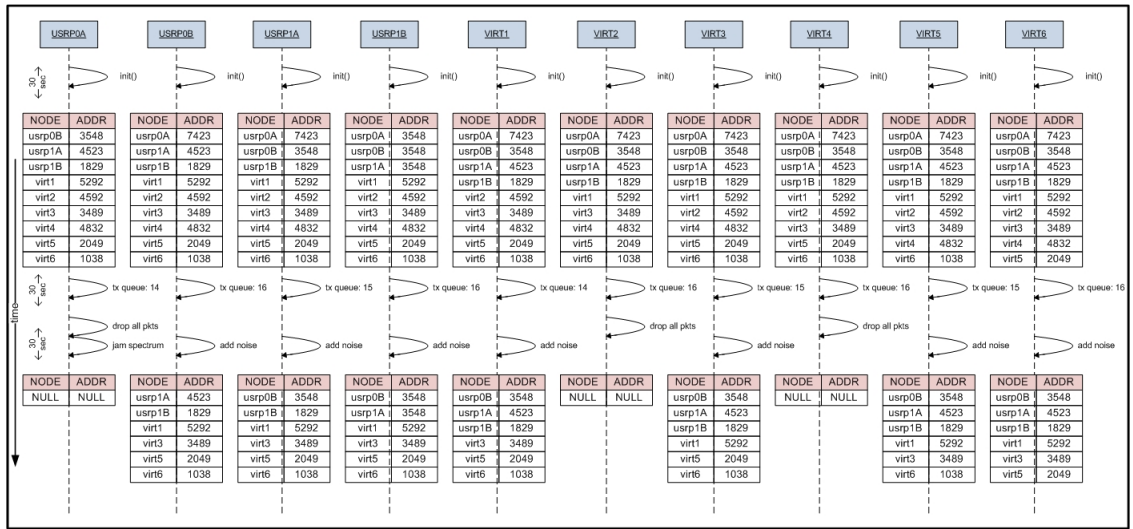 USRP0A USRP0B USRP1A USRP1B VIRT1 VIRT2 VIRT3 VIRT4 VIRT5 VIRT6
30 sec init() init() init() init() init() init() init() init() init() init()
NODE ADDR NODE ADDR NODE ADDR NODE ADDR NODE ADDR NODE ADDR NODE ADDR NODE ADDR NODE ADDR NODE ADDR
usrp0B 3548 usrp0A 7423 usrp0A 7423 usrp0A 3548 usrp0A 7423 usrp0A 7423 usrp0A 7423 usrp0A 7423 usrp0A 7423 usrp0A 7423
usrp1A 4523 usrp1A 4523 usrp0B 3548 usrp0B 3548 usrp0B 3548 usrp0B 3548 usrp0B 3548 usrp0B 3548 usrp0B 3548 usrp0B 3548
usrp1B 1829 usrp1B 1829 usrp1B 1829 usrp1A 3548 usrp1A 4523 usrp1A 4523 usrp1A 4523 usrp1A 4523 usrp1A 4523 usrp1A 4523
virt1 5292 virt1 5292 virt1 5292 virt1 5292 usrp1B 1829 usrp1B 1829 usrp1B 1829 usrp1B 1829 usrp1B 1829 usrp1B 1829
virt2 4592 virt2 4592 virt2 4592 virt2 4592 virt2 4592 virt1 5292 virt1 5292 virt1 5292 virt1 5292 virt1 5292
virt3 3489 virt3 3489 virt3 3489 virt3 3489 virt3 3489 virt3 3489 virt2 4592 virt2 4592 virt2 4592 virt2 4592
virt4 4832 virt4 4832 virt4 4832 virt4 4832 virt4 4832 virt4 4832 virt4 4832 virt3 3489 virt3 3489 virt3 3489
virt5 2049 virt5 2049 virt5 2049 virt5 2049 virt5 2049 virt5 2049 virt5 2049 virt5 2049 virt4 4832 virt4 4832
virt6 1038 virt6 1038 virt6 1038 virt6 1038 virt6 1038 virt6 1038 virt6 1038 virt6 1038 virt6 1038 virt5 2049
30 sec tx queue: 14 tx queue: 16 tx queue: 15 tx queue: 16 tx queue: 14 tx queue: 16 tx queue: 15 tx queue: 16 tx queue: 15 tx queue: 16
time
drop all pkts drop all pkts drop all pkts
30 sec jam spectrum add noise add noise add noise add noise add noise add noise add noise
NODE ADDR NODE ADDR NODE ADDR NODE ADDR NODE ADDR NODE ADDR NODE ADDR NODE ADDR NODE ADDR NODE ADDR
NULL NULL usrp1A 4523 usrp0B 3548 usrp0B 3548 usrp0B 3548 NULL NULL usrp0B 3548 NULL NULL usrp0B 3548 usrp0B 3548
usrp1B 1829 usrp1B 1829 usrp1A 3548 usrp1A 4523 usrp1A 4523 usrp1A 4523 usrp1A 4523
virt1 5292 virt1 5292 virt1 5292 usrp1B 1829 usrp1B 1829 usrp1B 1829 usrp1B 1829
virt3 3489 virt3 3489 virt3 3489 virt3 3489 virt1 5292 virt1 5292 virt1 5292
virt5 2049 virt5 2049 virt5 2049 virt5 2049 virt5 2049 virt3 3489 virt3 3489
virt6 1038 virt6 1038 virt6 1038 virt6 1038 virt6 1038 virt6 1038 virt5 2049